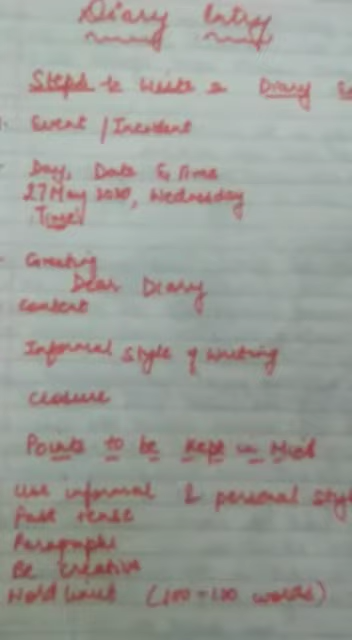 Diary Entry
Steps to write a Diary
Event / Incident
Day, Date & Time
27 May 2020, Wednesday
Time
Greeting
Dear Diary
Content
Informal style of writing
Closure
Points to be kept in Mind
Use informal & personal
Past tense
Paragraphs
Be creative
Word limit (100 - words)